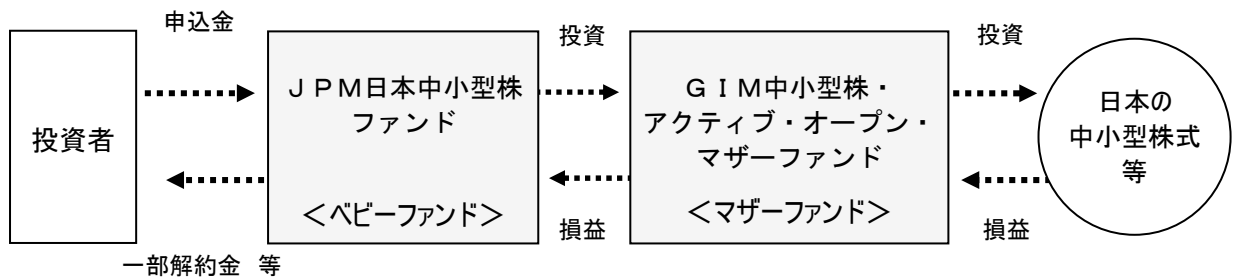 申込金
投資
投資
投資者
JPM日本中小型株
ファンド
<ベビーファンド>
GIM中小型株・
アクティブ・オープン・
マザーファンド
<マザーファンド>
日本の
中小型株式
等
損益
損益
一部解約金 等